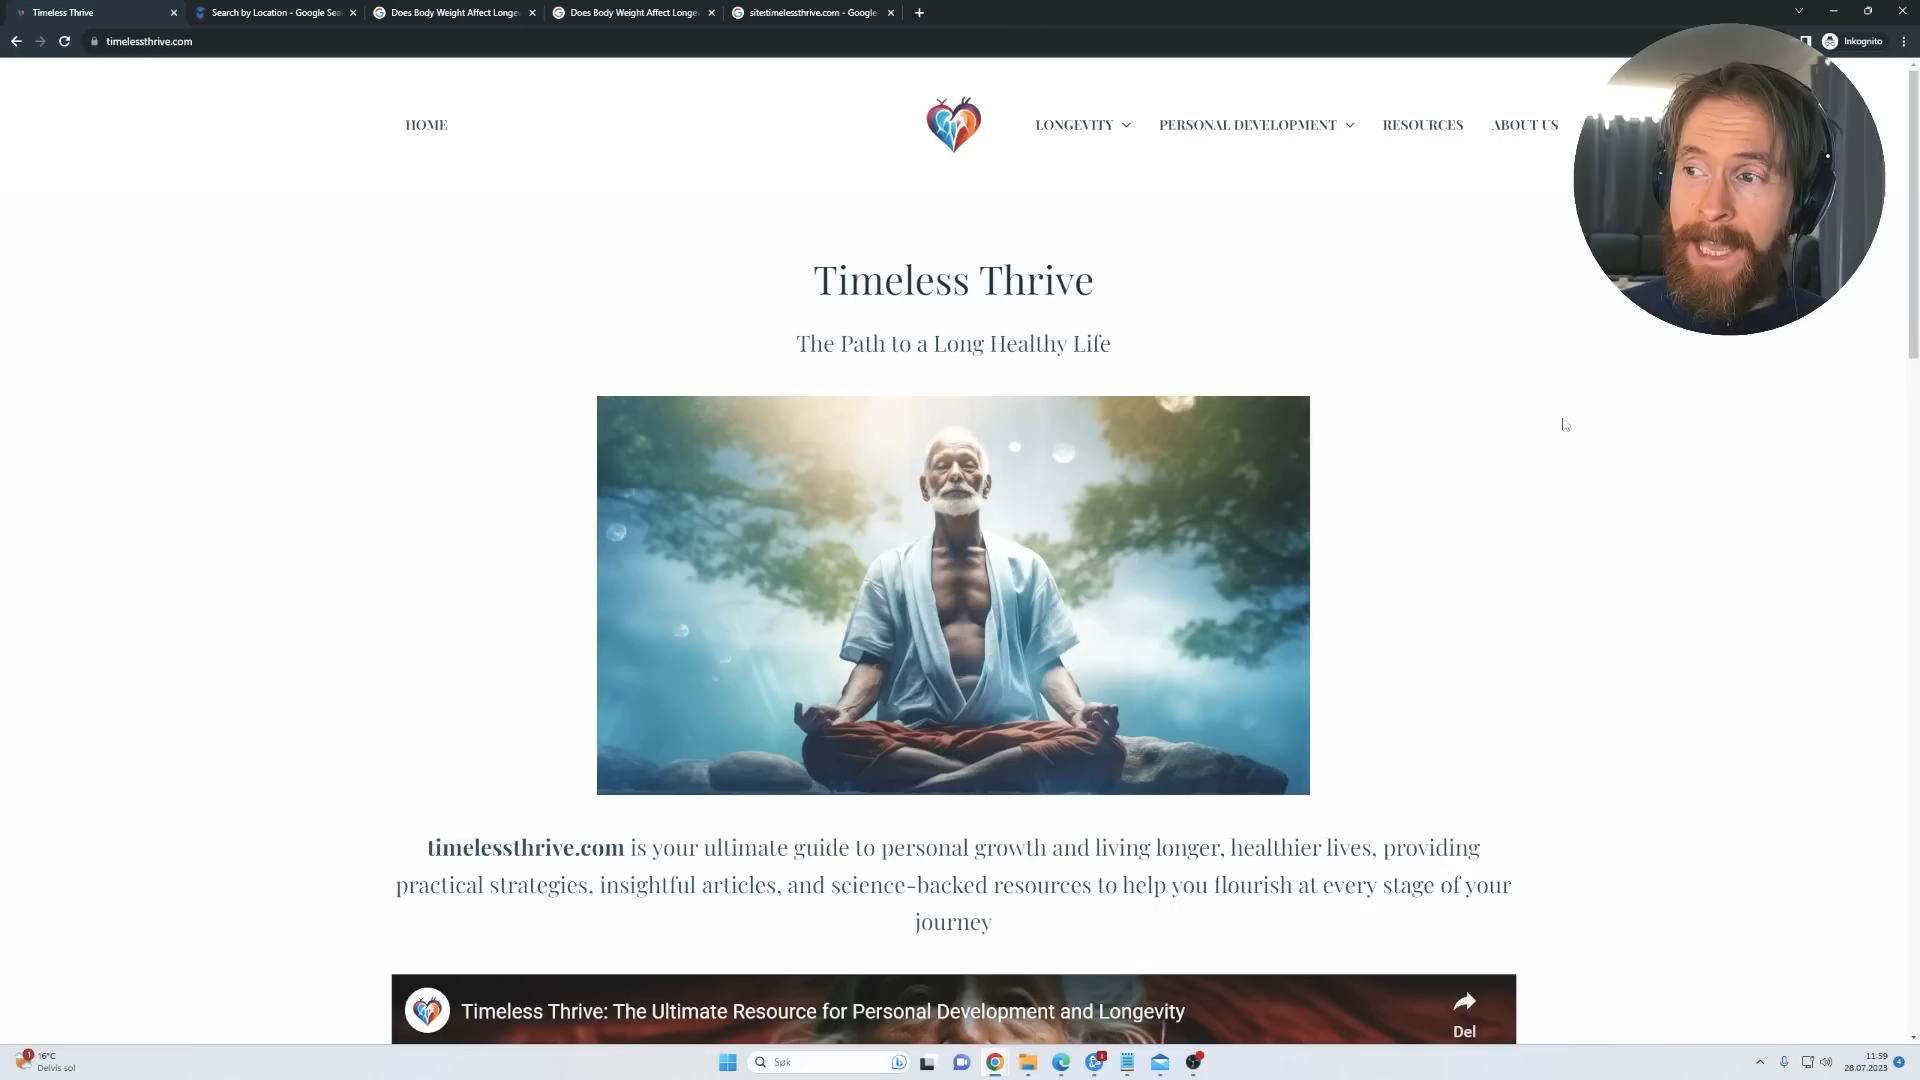 Timeless Thrive
Search by Location - Google Sea
Does Body Weight Affect Longev
Does Body Weight Affect Longe
site:timelessthrive.com - Google
timelessthrive.com
Inkognito
HOME
LONGEVITY
PERSONAL DEVELOPMENT
RESOURCES
ABOUT US
Timeless Thrive
The Path to a Long Healthy Life
timelessthrive.com is your ultimate guide to personal growth and living longer, healthier lives, providing
practical strategies, insightful articles, and science-backed resources to help you flourish at every stage of your
journey
Timeless Thrive: The Ultimate Resource for Personal Development and Longevity
Del
1
16°C
Delvis sol
Søk
1
11:59
28.07.2023
4